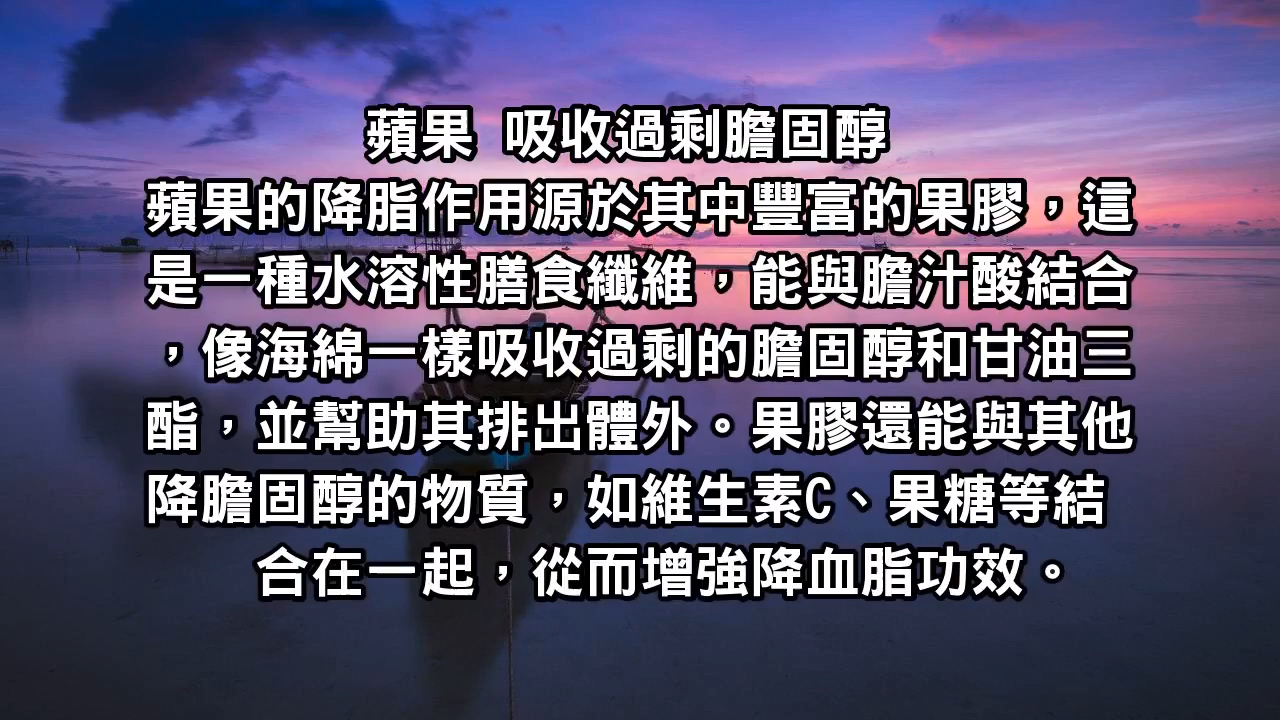 蘋果 吸收過剩膽固醇
蘋果的降脂作用源於其中豐富的果膠，這
是一種水溶性膳食纖維，能與膽汁酸結合
，像海綿一樣吸收過剩的膽固醇和甘油三
酯，並幫助其排出體外。果膠還能與其他
降膽固醇的物質，如維生素C、果糖等結
合在一起，從而增強降血脂功效。